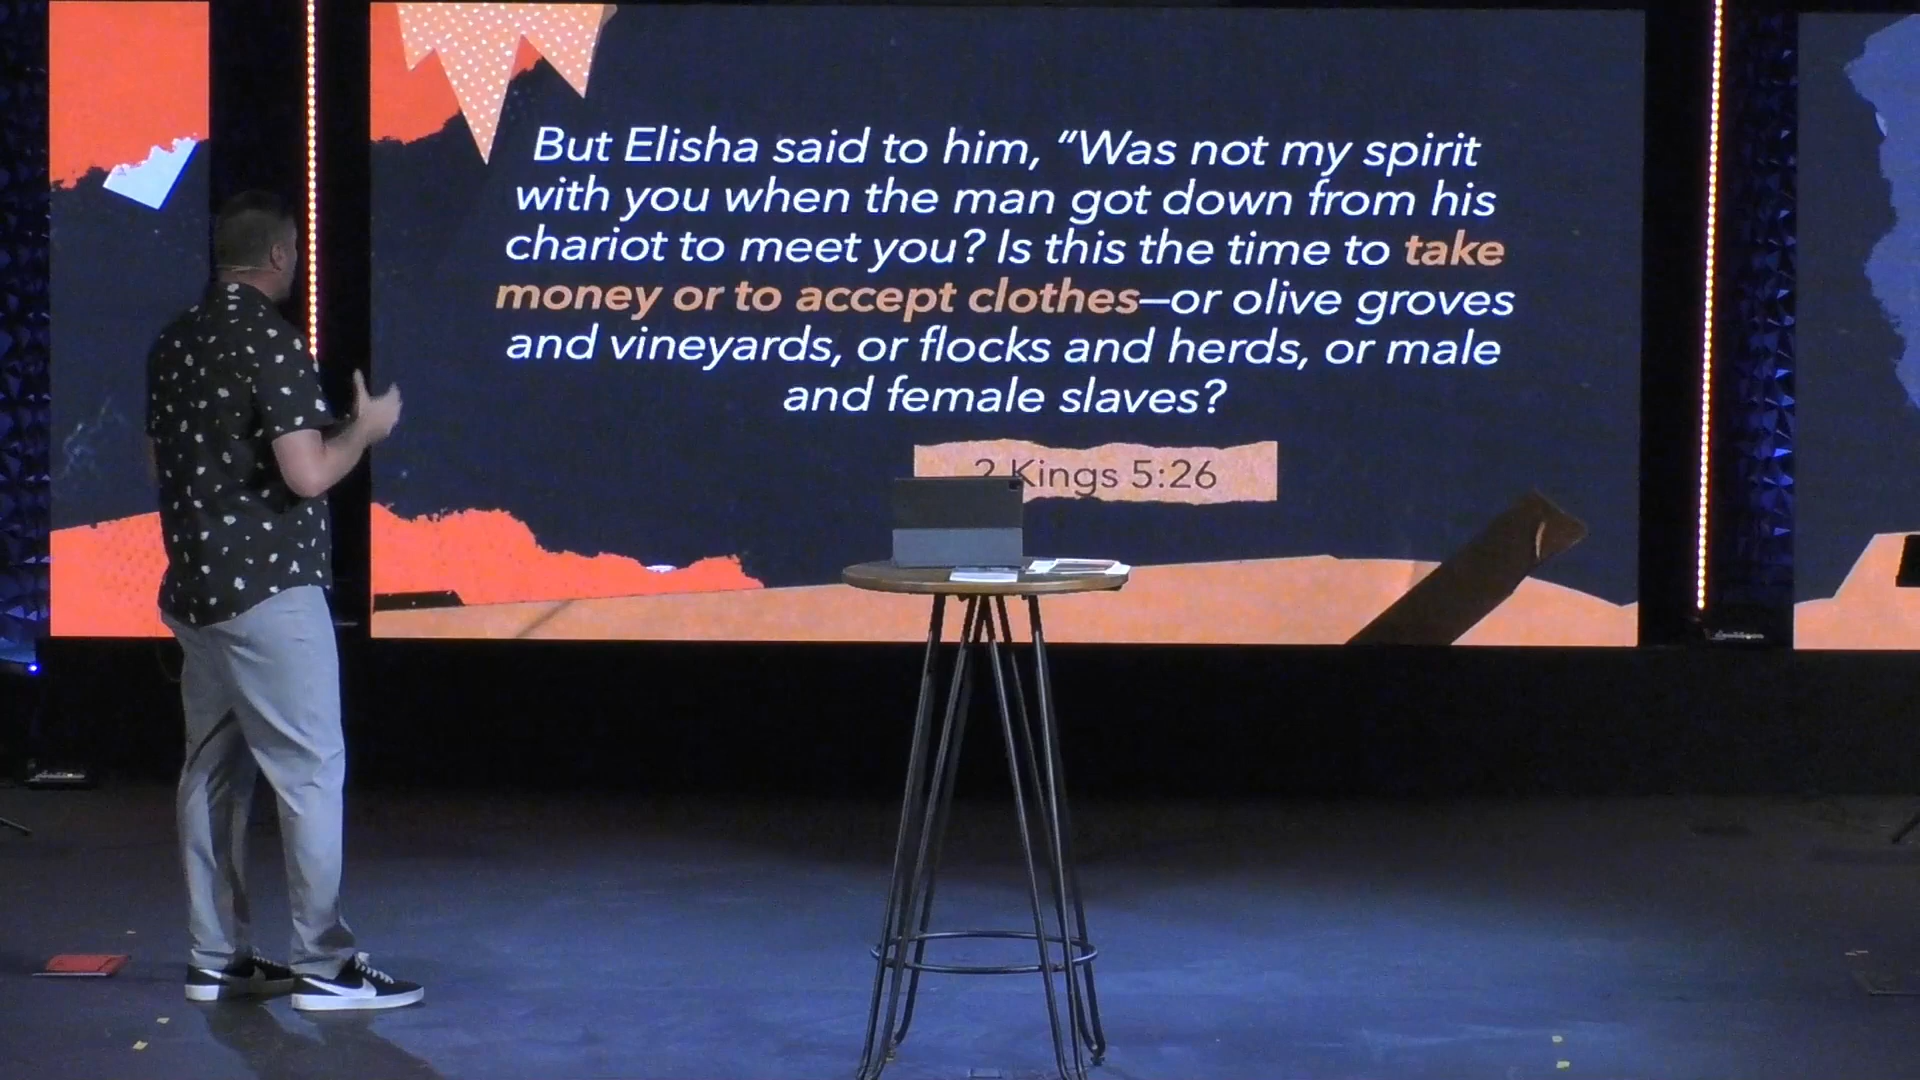 But Elisha said to him, “Was not my spirit
with you when the man got down from his
chariot to meet you? Is this the time to take
money or to accept clothes—or olive groves
and vineyards, or flocks and herds, or male
and female slaves?
2 Kings 5:26